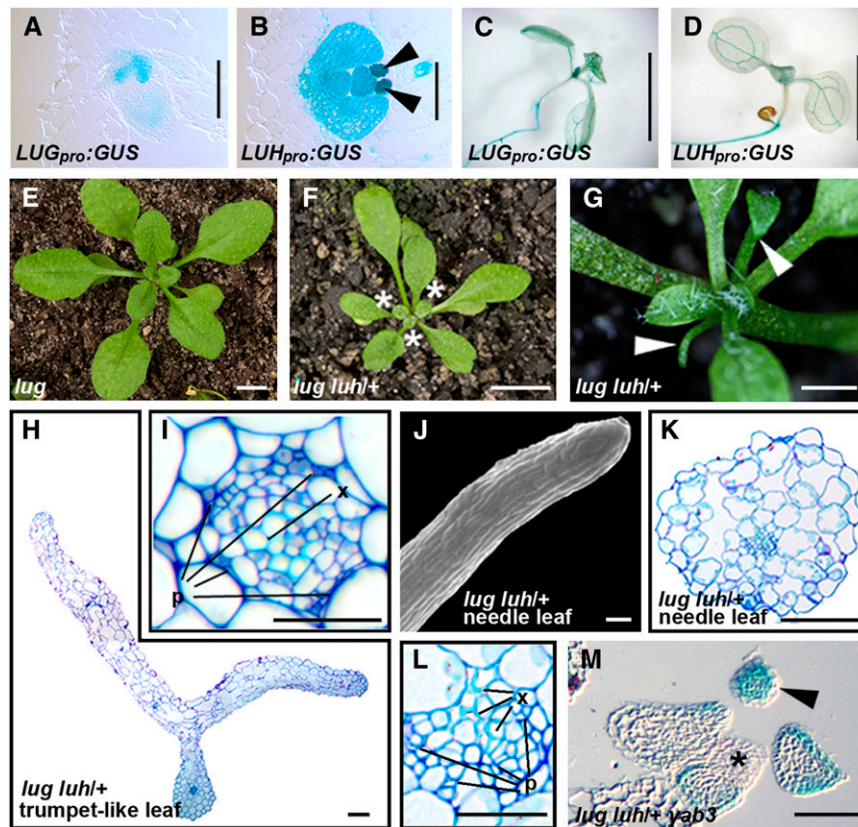 A
LUGpro:GUS
B
LUHpro:GUS
C
LUGpro:GUS
D
LUHpro:GUS
E
lug
F
*
*
*
lug luh/+
G
lug luh/+
H
lug luh/+
trumpet-like leaf
I
x
p
J
lug luh/+
needle leaf
K
lug luh/+
needle leaf
L
x
p
M
*
lug luh/+ yab3